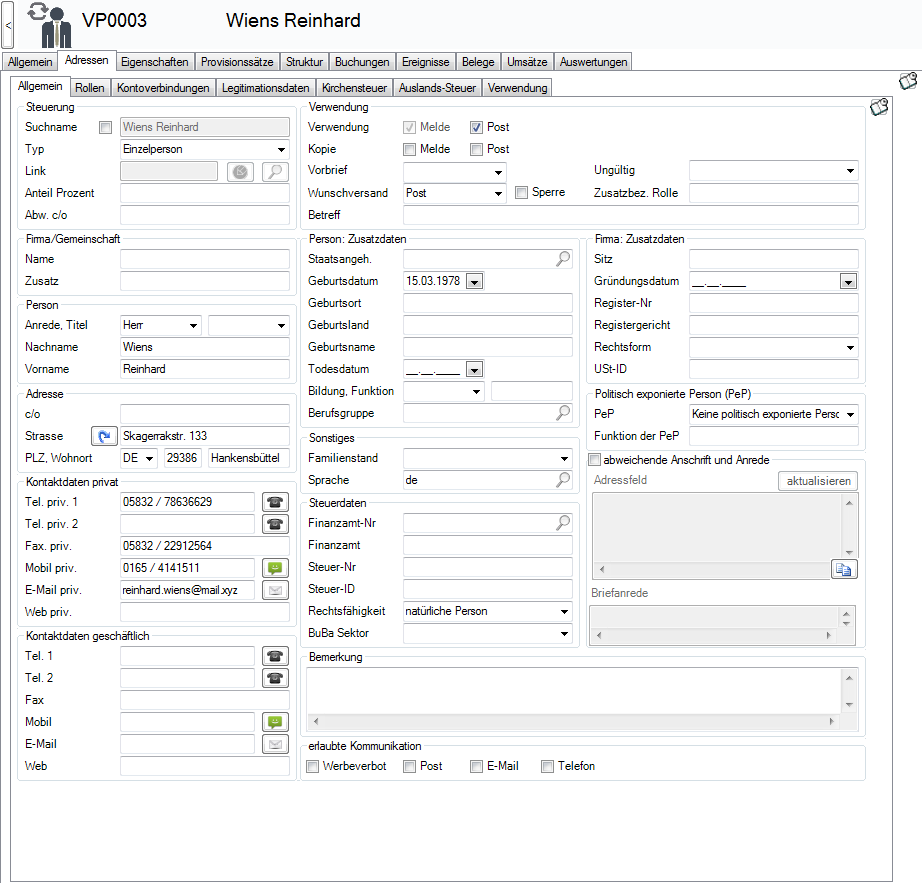 <
VP0003 Wiens Reinhard
Allgemein Adressen Eigenschaften Provisionssätze Struktur Buchungen Ereignisse Belege Umsätze Auswertungen
Allgemein Rollen Kontoverbindungen Legitimationsdaten Kirchensteuer Auslands-Steuer Verwendung
Steuerung
Suchname Wiens Reinhard
Typ Einzelperson
Link
Anteil Prozent
Abw. c/o
Verwendung
Verwendung Melde Post
Kopie Melde Post
Vorbrief Ungültig
Wunschversand Post Sperre Zusatzbez. Rolle
Betreff
Firma/Gemeinschaft
Name
Zusatz
Person
Anrede, Titel Herr
Nachname Wiens
Vorname Reinhard
Adresse
c/o
Strasse Skagerrakstr. 133
PLZ, Wohnort DE 29386 Hankensbüttel
Kontaktdaten privat
Tel. priv. 1 05832 / 78636629
Tel. priv. 2
Fax. priv. 05832 / 22912564
Mobil priv. 0165 / 4141511
E-Mail priv. reinhard.wiens@mail.xyz
Web priv.
Kontaktdaten geschäftlich
Tel. 1
Tel. 2
Fax
Mobil
E-Mail
Web
Person: Zusatzdaten
Staatsangeh.
Geburtsdatum 15.03.1978
Geburtsort
Geburtsland
Geburtsname
Todesdatum __.__.____
Bildung, Funktion
Berufsgruppe
Sonstiges
Familienstand
Sprache de
Steuerdaten
Finanzamt-Nr
Finanzamt
Steuer-Nr
Steuer-ID
Rechtsfähigkeit natürliche Person
BuBa Sektor
Firma: Zusatzdaten
Sitz
Gründungsdatum __.__.____
Register-Nr
Registergericht
Rechtsform
USt-ID
Politisch exponierte Person (PeP)
PeP Keine politisch exponierte Persc
Funktion der PeP
abweichende Anschrift und Anrede
Adressfeld aktualisieren
Briefanrede
Bemerkung
erlaubte Kommunikation
Werbeverbot Post E-Mail Telefon